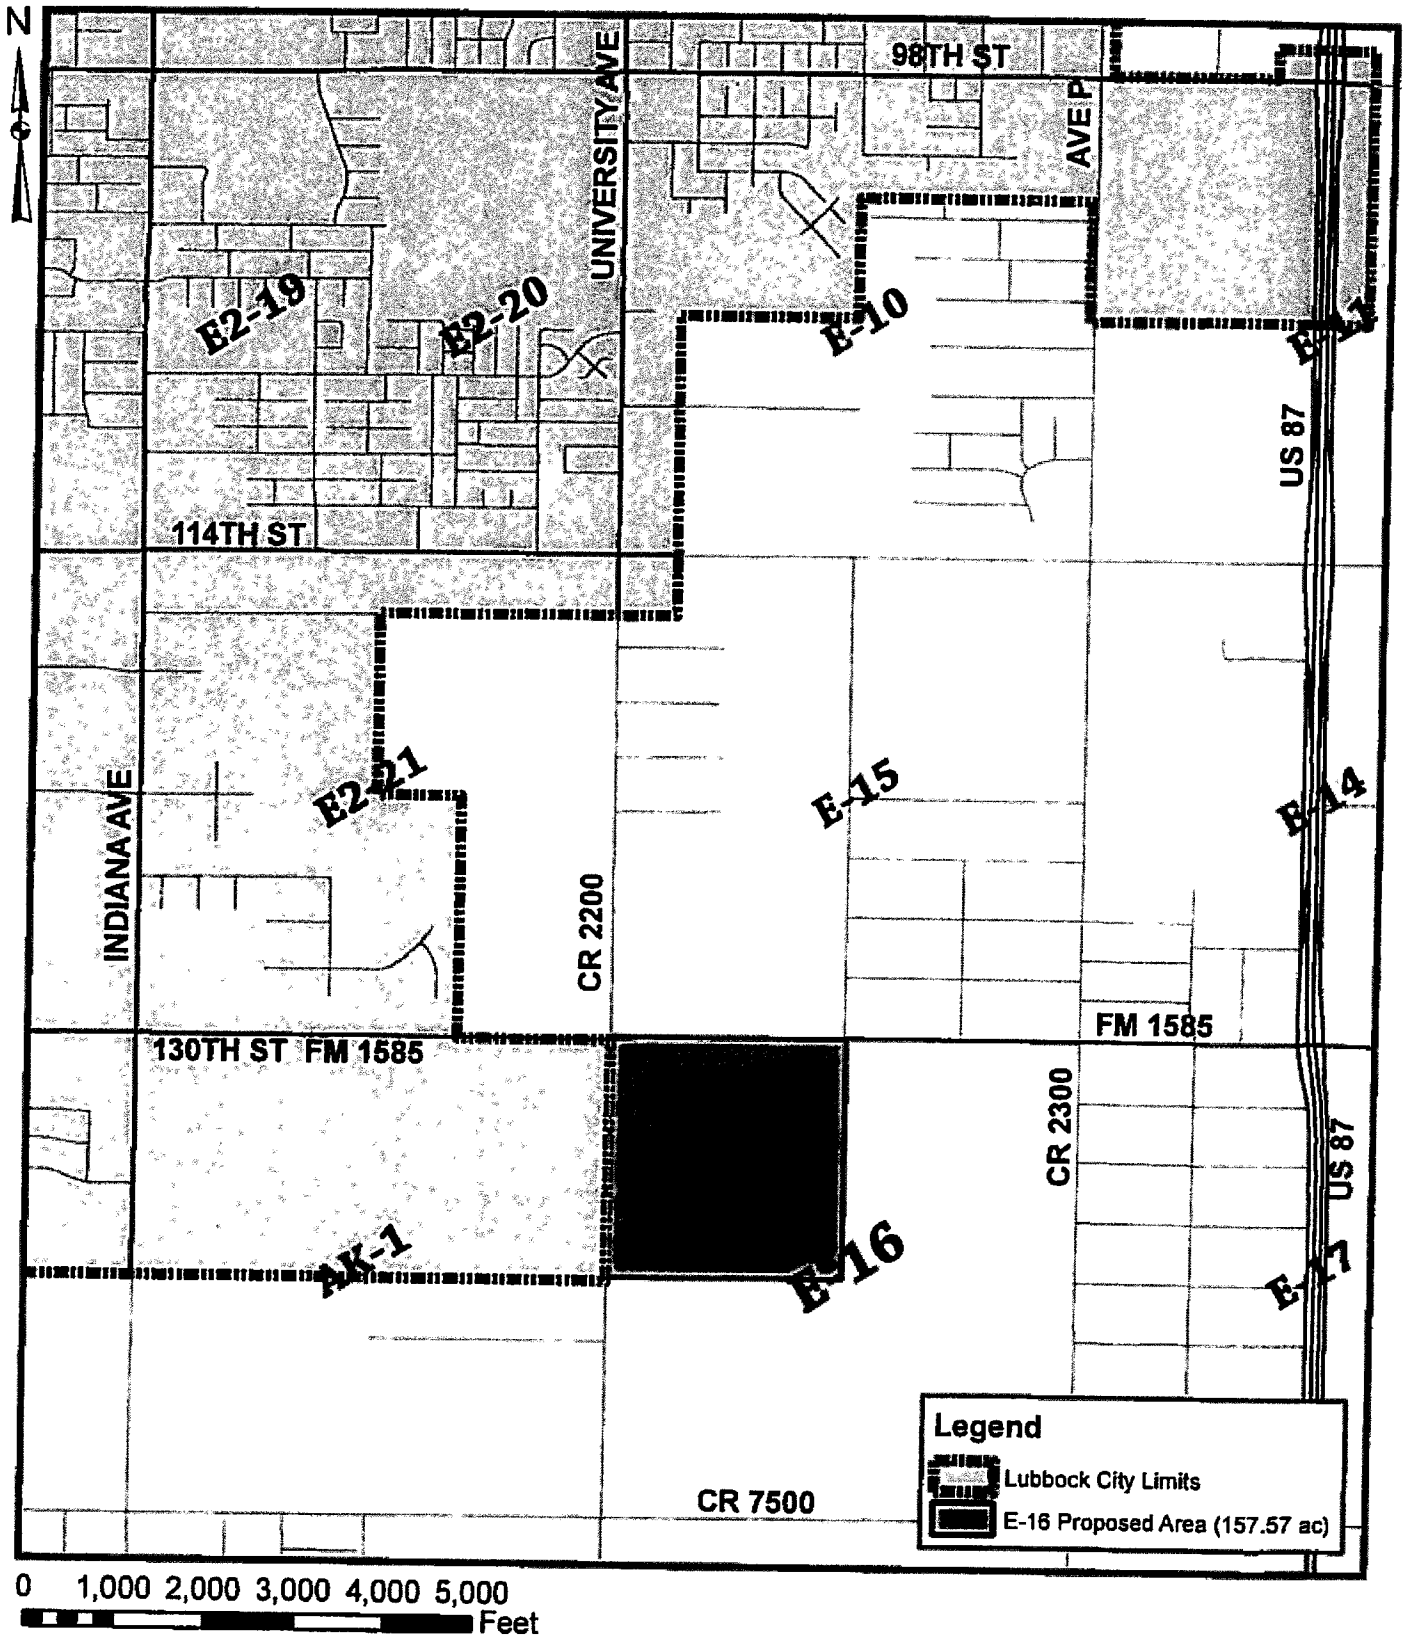 N
98TH ST
UNIVERSITY AVE
AVE P
E2-19
E2-20
E-10
E-11
US 87
114TH ST
E2-21
E-15
E-14
INDIANA AVE
CR 2200
FM 1585
130TH ST FM 1585
CR 2300
US 87
AK-1
E-16
E-17
Legend
Lubbock City Limits
E-16 Proposed Area (157.57 ac)
CR 7500
0 1,000 2,000 3,000 4,000 5,000
Feet